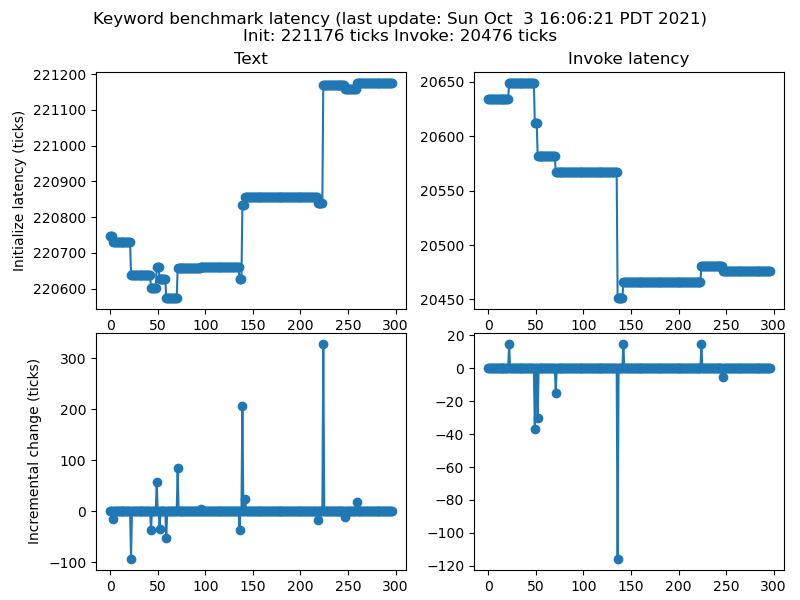 Keyword benchmark latency (last update: Sun Oct  3 16:06:21 PDT 2021)
Init: 221176 ticks Invoke: 20476 ticks
Text
Initialize latency (ticks)
221200
221100
221000
220900
220800
220700
220600
0 50 100 150 200 250 300
Invoke latency
20650
20600
20550
20500
20450
0 50 100 150 200 250 300
Incremental change (ticks)
300
200
100
0
−100
0 50 100 150 200 250 300
20
0
−20
−40
−60
−80
−100
−120
0 50 100 150 200 250 300